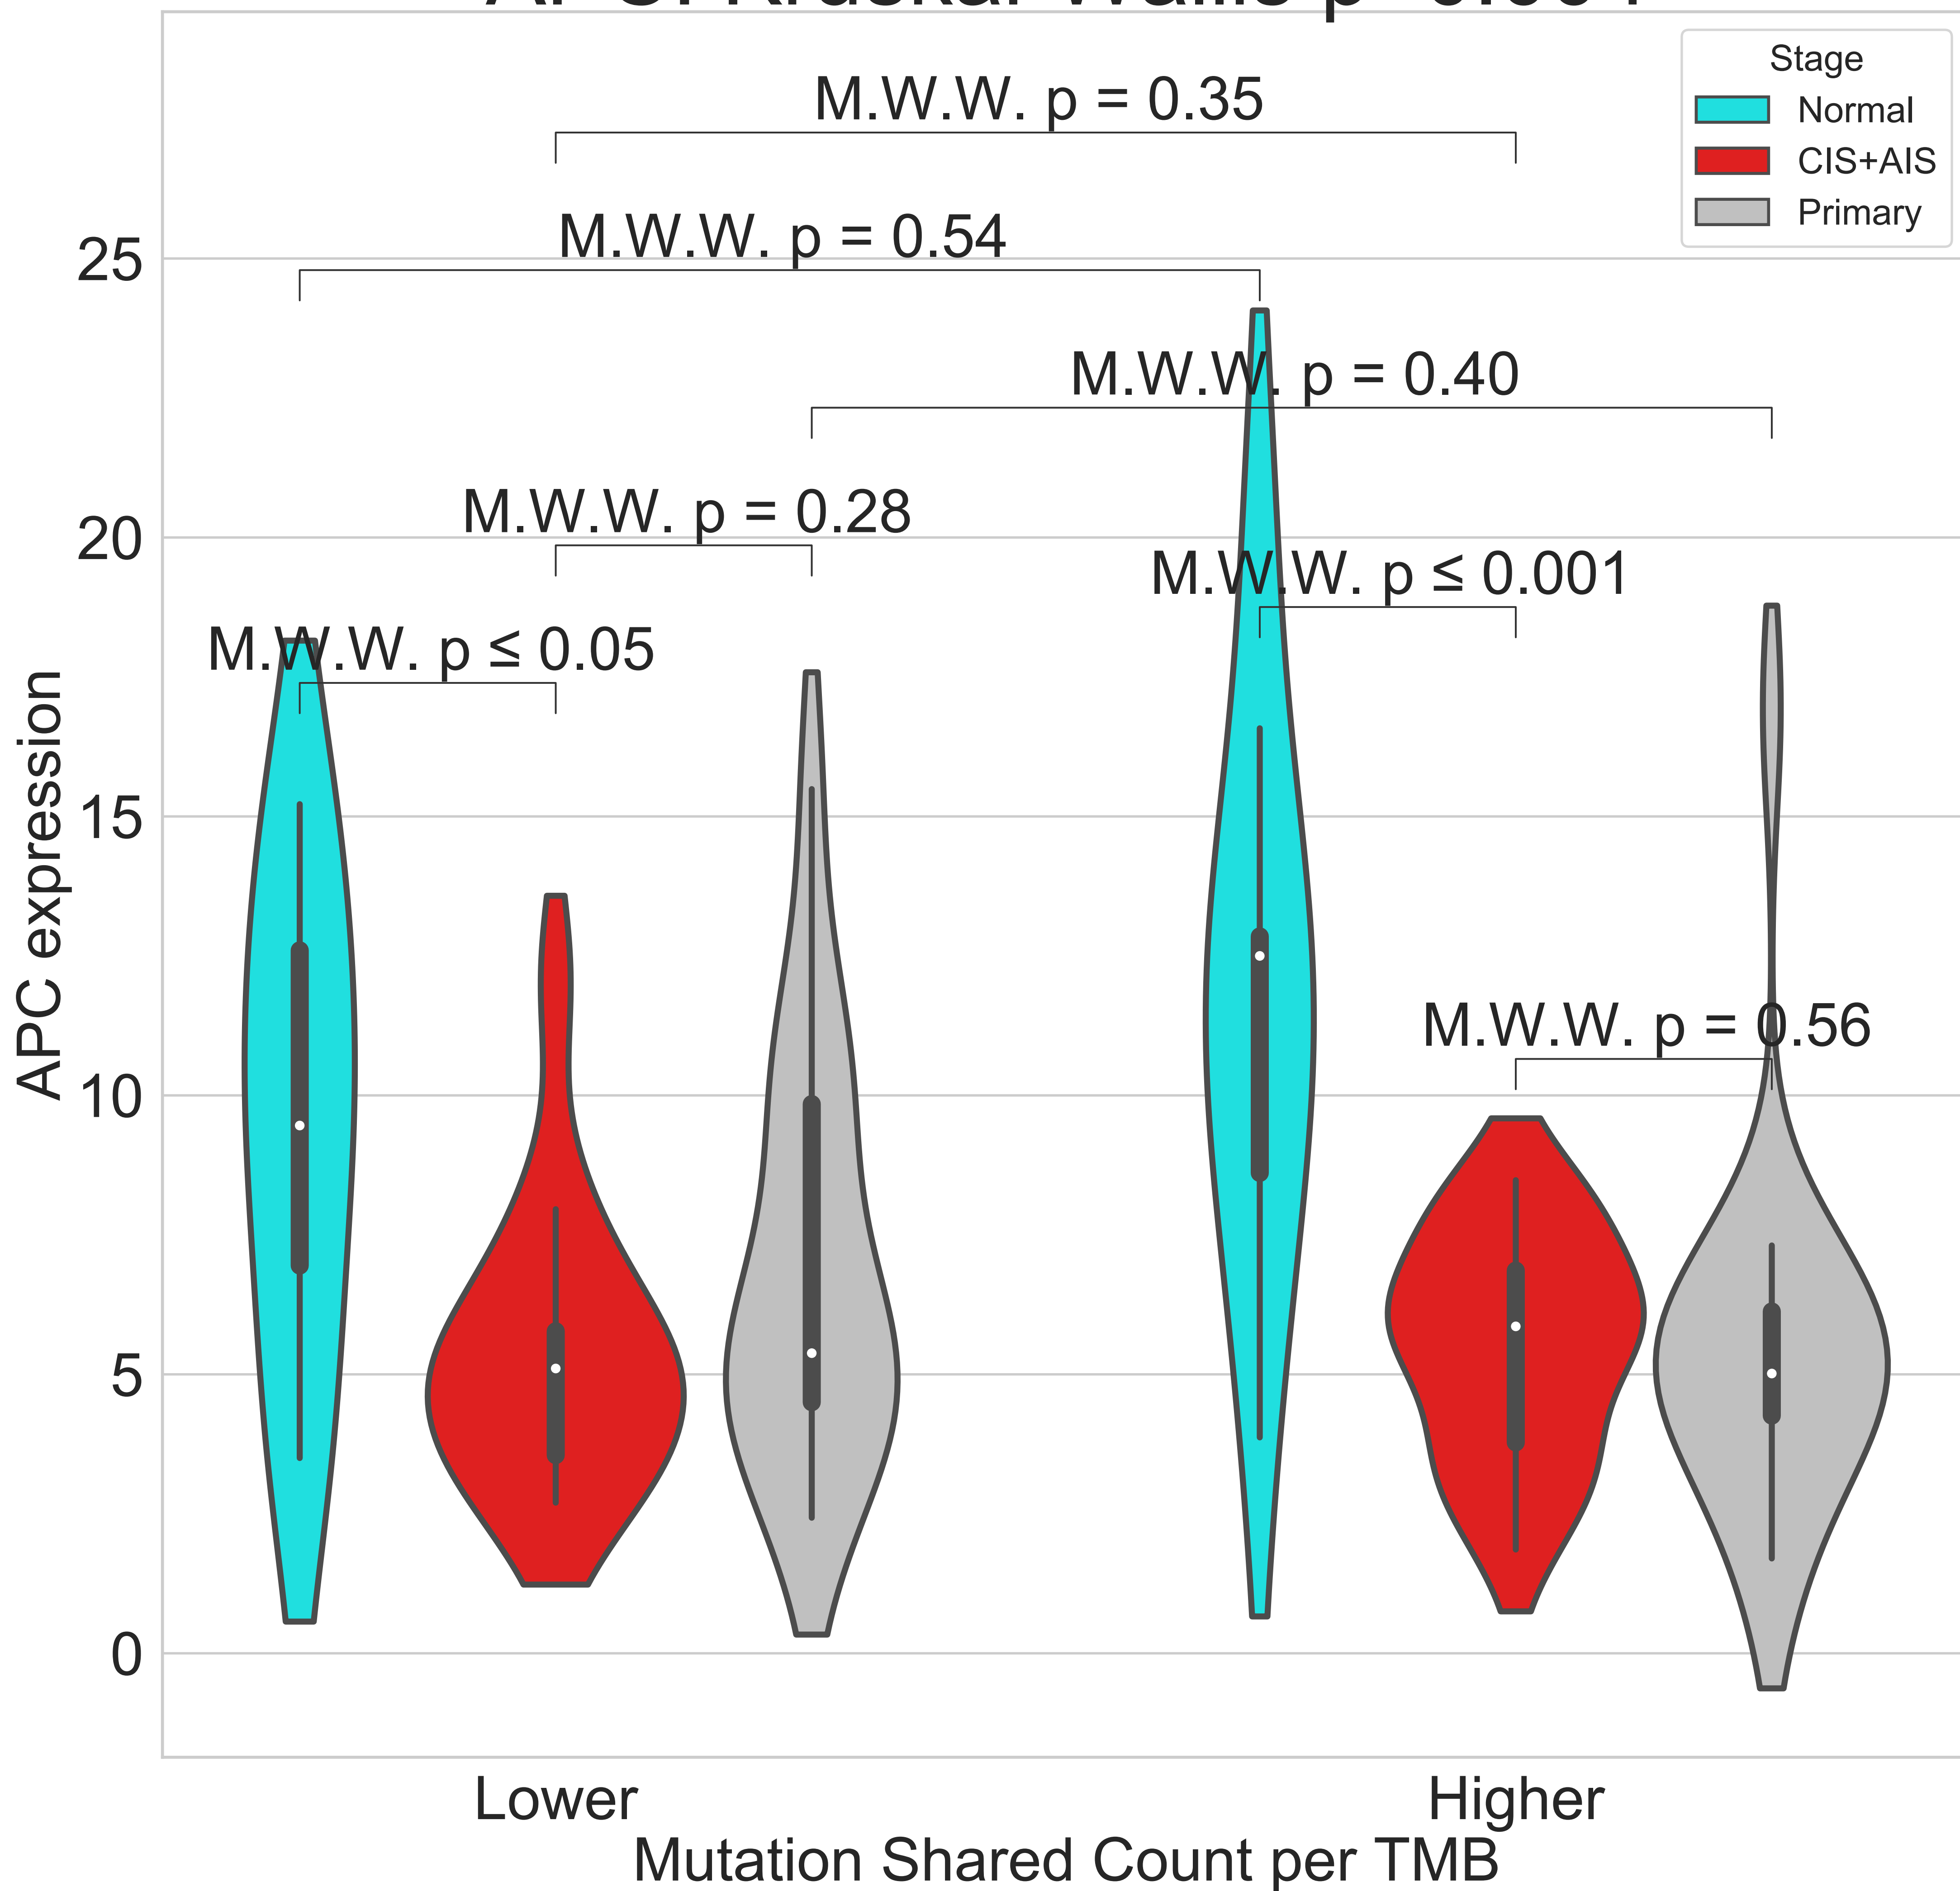 Stage
Normal
CIS+AIS
Primary
M.W.W. p = 0.35
M.W.W. p = 0.54
M.W.W. p = 0.40
M.W.W. p = 0.28
M.W.W. p ≤ 0.001
M.W.W. p ≤ 0.05
M.W.W. p = 0.56
APC expression
25
20
15
10
5
0
Lower
Higher
Mutation Shared Count per TMB